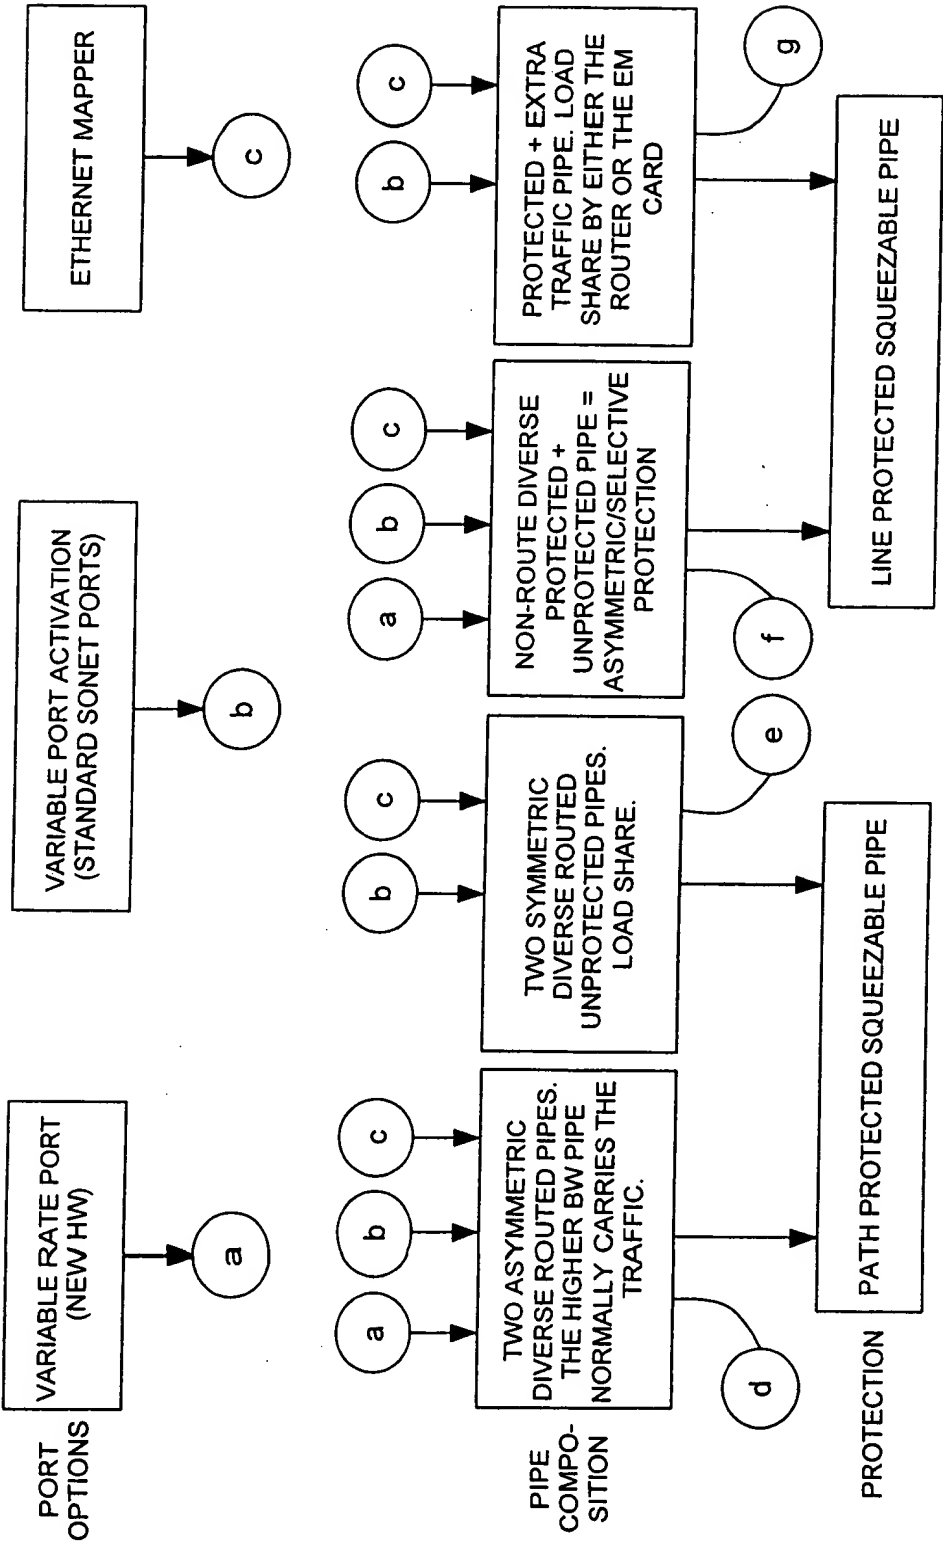 PORT
OPTIONS
VARIABLE RATE PORT
(NEW HW)
a
VARIABLE PORT ACTIVATION
(STANDARD SONET PORTS)
b
ETHERNET MAPPER
c
PIPE
COMPO-
SITION
a
b
c
TWO ASYMMETRIC
DIVERSE ROUTED PIPES.
THE HIGHER BW PIPE
NORMALLY CARRIES THE
TRAFFIC.
d
b
c
TWO SYMMETRIC
DIVERSE ROUTED
UNPROTECTED PIPES.
LOAD SHARE.
e
a
b
c
NON-ROUTE DIVERSE
PROTECTED +
UNPROTECTED PIPE =
ASYMMETRIC/SELECTIVE
PROTECTION
f
b
c
PROTECTED + EXTRA
TRAFFIC PIPE. LOAD
SHARE BY EITHER THE
ROUTER OR THE EM
CARD
g
PROTECTION
PATH PROTECTED SQUEEZABLE PIPE
LINE PROTECTED SQUEEZABLE PIPE